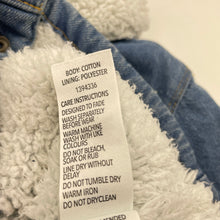 BODY: COTTON
LINING: POLYESTER
1394336
CARE INSTRUCTIONS
DESIGNED TO FADE
WASH SEPARATELY
BEFORE WEAR
WARM MACHINE
WASH WITH LIKE
COLOURS
DO NOT BLEACH,
SOAK OR RUB
LINE DRY WITHOUT
DELAY
DO NOT TUMBLE DRY
WARM IRON
DO NOT DRYCLEAN